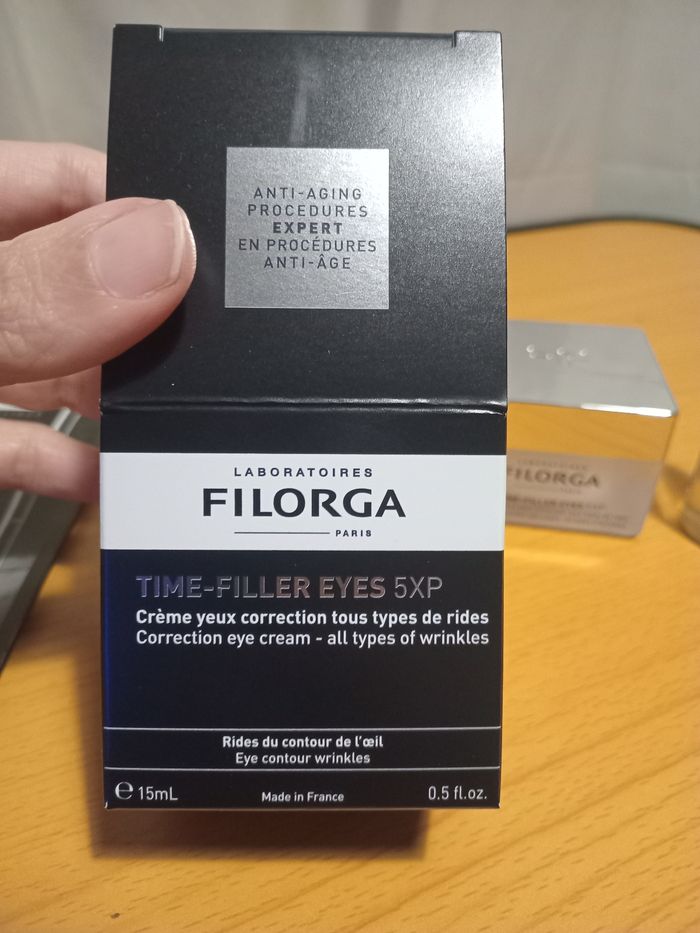 ANTI-AGING
PROCEDURES
EXPERT
EN PROCÉDURES
ANTI-ÂGE
LABORATOIRES
FILORGA
PARIS
TIME-FILLER EYES 5XP
Crème yeux correction tous types de rides
Correction eye cream - all types of wrinkles
Rides du contour de l'œil
Eye contour wrinkles
℮ 15mL Made in France 0.5 fl.oz.
FILORGA